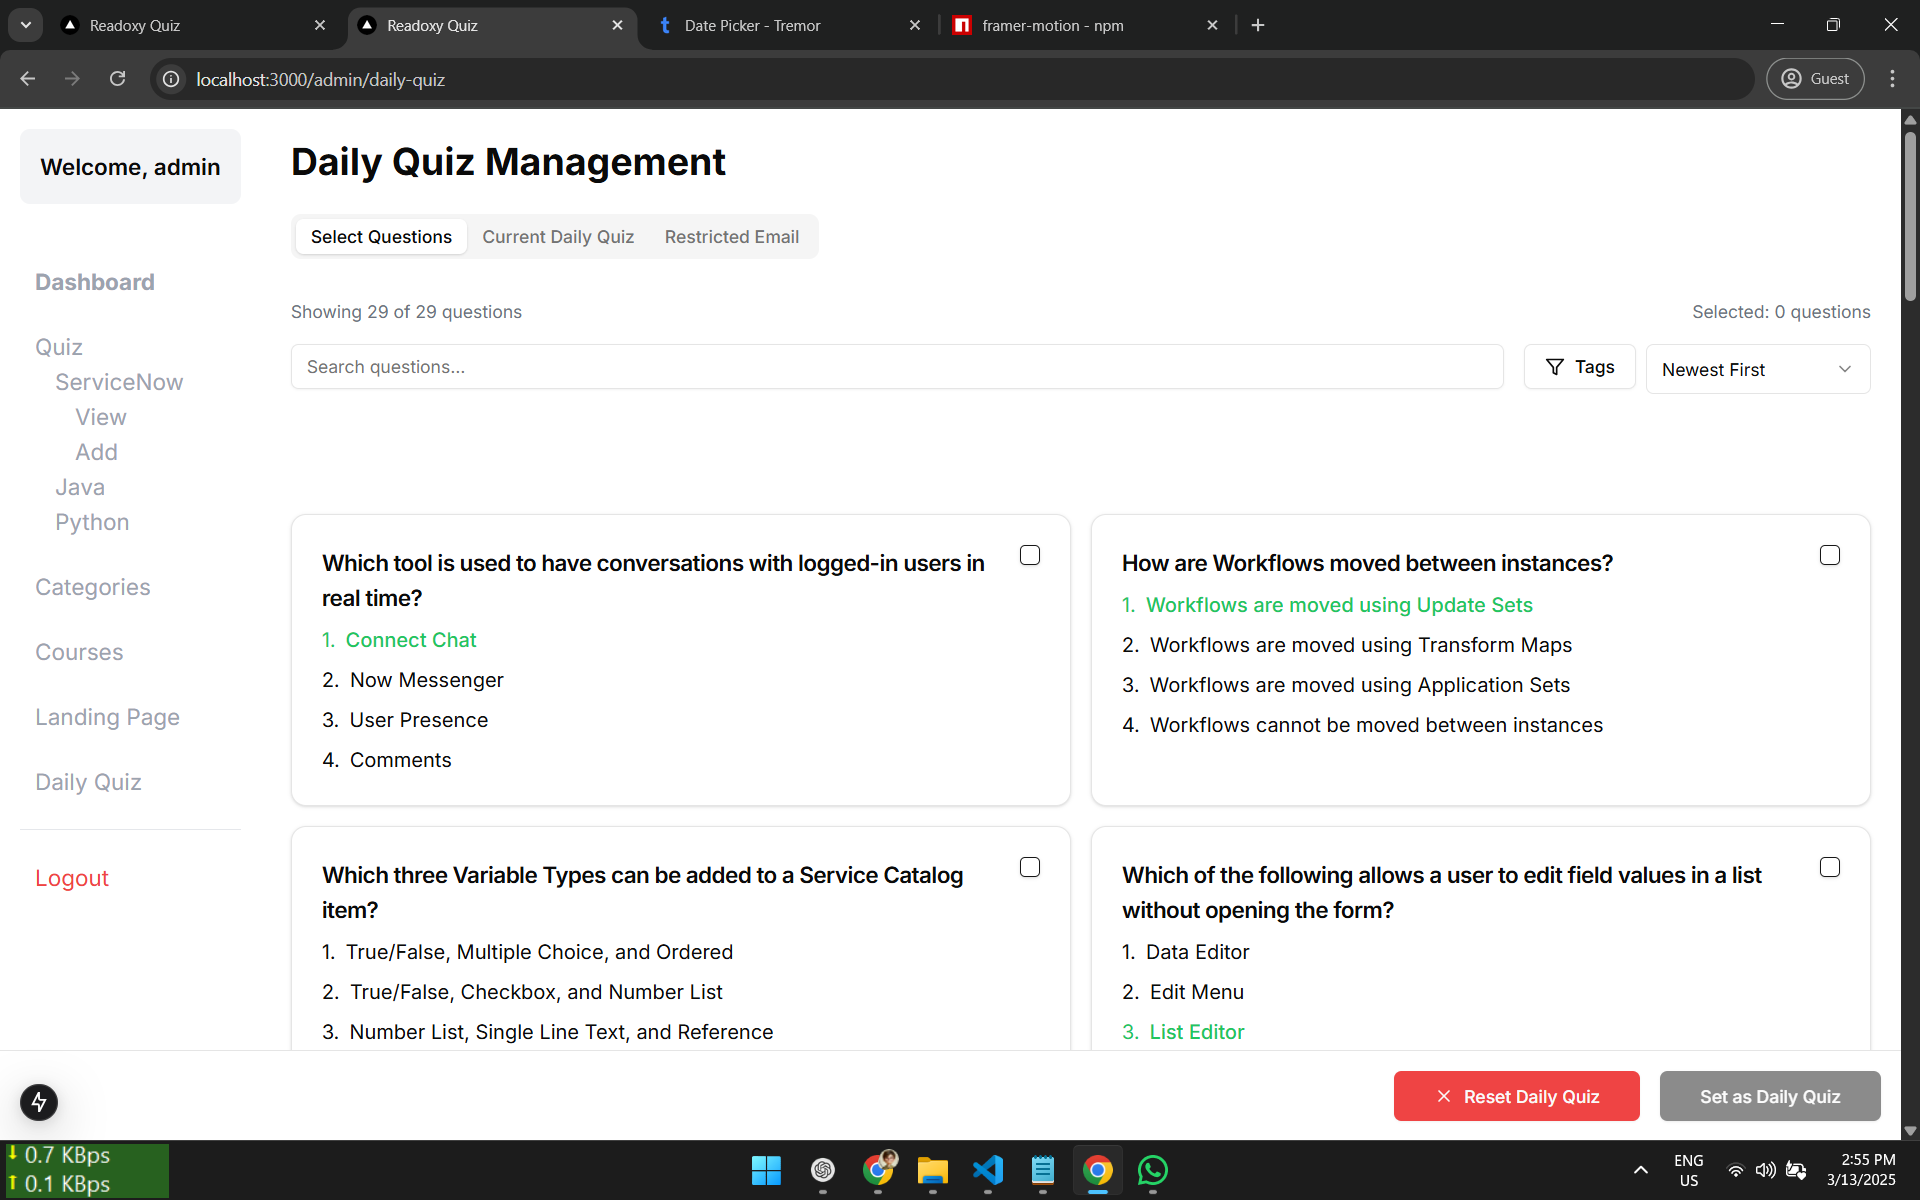 Readoxy Quiz
Readoxy Quiz
Date Picker - Tremor
framer-motion - npm
localhost:3000/admin/daily-quiz
Guest
Welcome, admin
Dashboard
Quiz
ServiceNow
View
Add
Java
Python
Categories
Courses
Landing Page
Daily Quiz
Logout
Daily Quiz Management
Select Questions
Current Daily Quiz
Restricted Email
Showing 29 of 29 questions
Selected: 0 questions
Search questions...
Tags
Newest First
Which tool is used to have conversations with logged-in users in
real time?
1. Connect Chat
2. Now Messenger
3. User Presence
4. Comments
How are Workflows moved between instances?
1. Workflows are moved using Update Sets
2. Workflows are moved using Transform Maps
3. Workflows are moved using Application Sets
4. Workflows cannot be moved between instances
Which three Variable Types can be added to a Service Catalog
item?
1. True/False, Multiple Choice, and Ordered
2. True/False, Checkbox, and Number List
3. Number List, Single Line Text, and Reference
Which of the following allows a user to edit field values in a list
without opening the form?
1. Data Editor
2. Edit Menu
3. List Editor
Reset Daily Quiz
Set as Daily Quiz
0.7 KBps
0.1 KBps
ENG
US
2:55 PM
3/13/2025